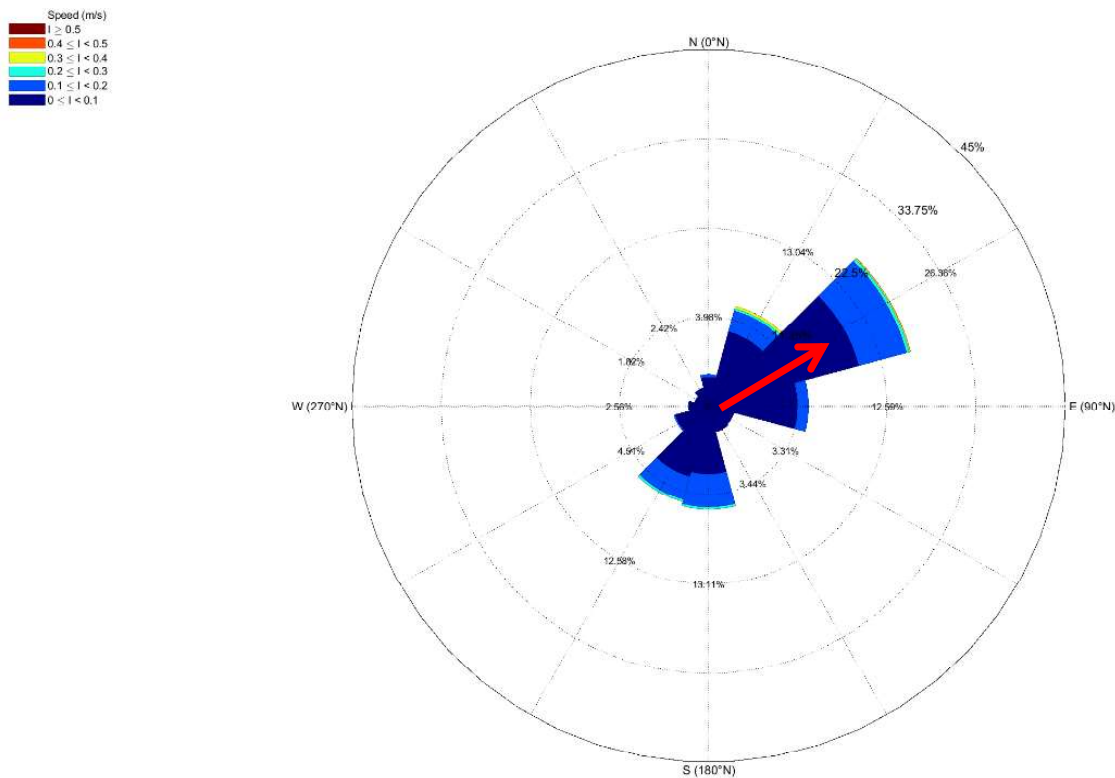 Speed (m/s)
I ≥ 0.5
0.4 ≤ I < 0.5
0.3 ≤ I < 0.4
0.2 ≤ I < 0.3
0.1 ≤ I < 0.2
0 < I < 0.1
N (0°N)
45%
33.75%
13.04%
22.5%
26.36%
3.98%
2.42%
1.82%
W (270°N)
2.56%
12.59%
E (90°N)
4.91%
3.31%
3.44%
12.58%
13.11%
S (180°N)